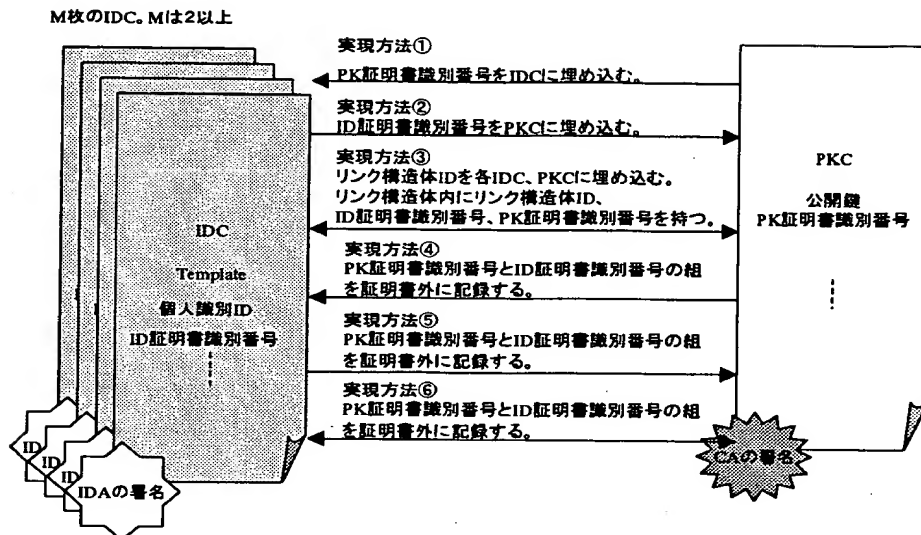 M枚のIDC。Mは2以上
実現方法①
PK証明書識別番号をIDCに埋め込む。
実現方法②
ID証明書識別番号をPKCに埋め込む。
実現方法③
リンク構造体IDを各IDC、PKCに埋め込む。
リンク構造体内にリンク構造体ID、
ID証明書識別番号、PK証明書識別番号を持つ。
実現方法④
PK証明書識別番号とID証明書識別番号の組
を証明書外に記録する。
実現方法⑤
PK証明書識別番号とID証明書識別番号の組
を証明書外に記録する。
実現方法⑥
PK証明書識別番号とID証明書識別番号の組
を証明書外に記録する。
IDC
Template
個人識別ID
ID証明書識別番号
ID
ID
ID
IDAの署名
PKC
公開鍵
PK証明書識別番号
CAの署名